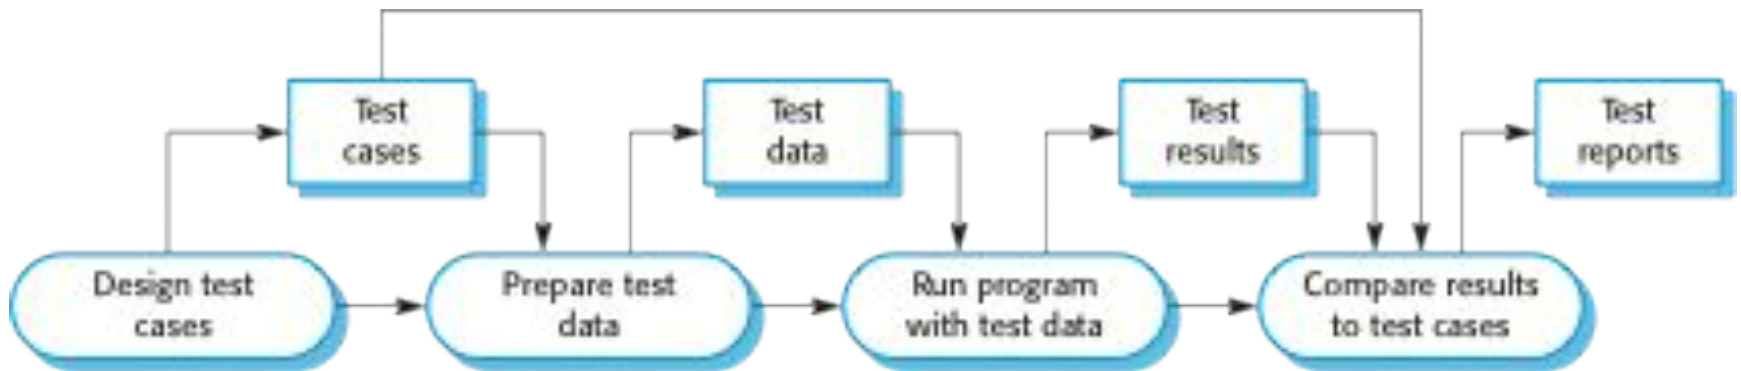 Test
cases
Test
data
Test
results
Test
reports
Design test
cases
Prepare test
data
Run program
with test data
Compare results
to test cases